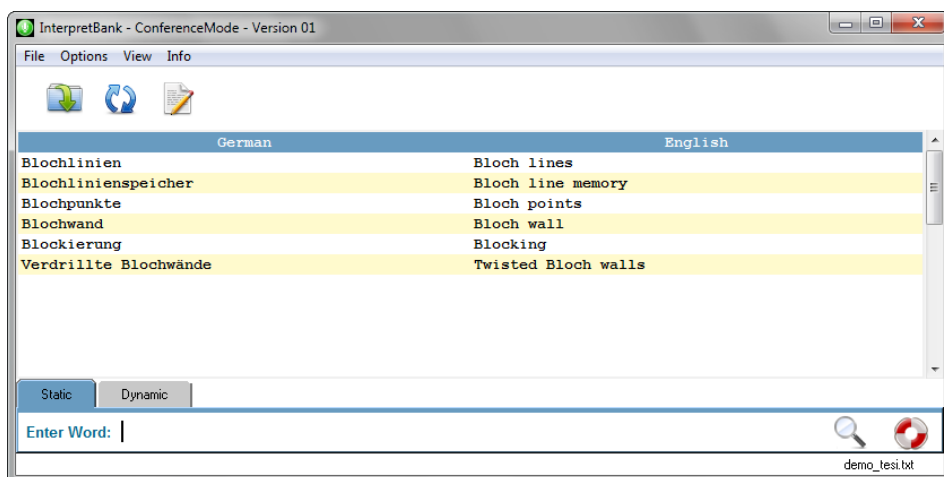 InterpretBank - ConferenceMode - Version 01
File Options View Info
German English
Blochlinien Bloch lines
Blochlinienspeicher Bloch line memory
Blochpunkte Bloch points
Blochwand Bloch wall
Blockierung Blocking
Verdrillte Blochwände Twisted Bloch walls
Static Dynamic
Enter Word:
demo_tesi.txt